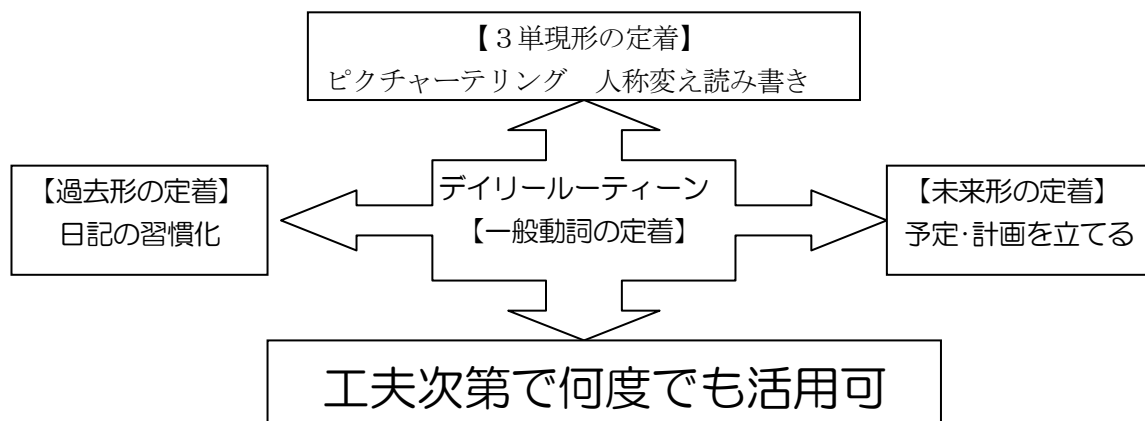 【３単現形の定着】
ピクチャーテリング　人称変え読み書き
【過去形の定着】
日記の習慣化
デイリールーティーン
【一般動詞の定着】
【未来形の定着】
予定･計画を立てる
工夫次第で何度でも活用可